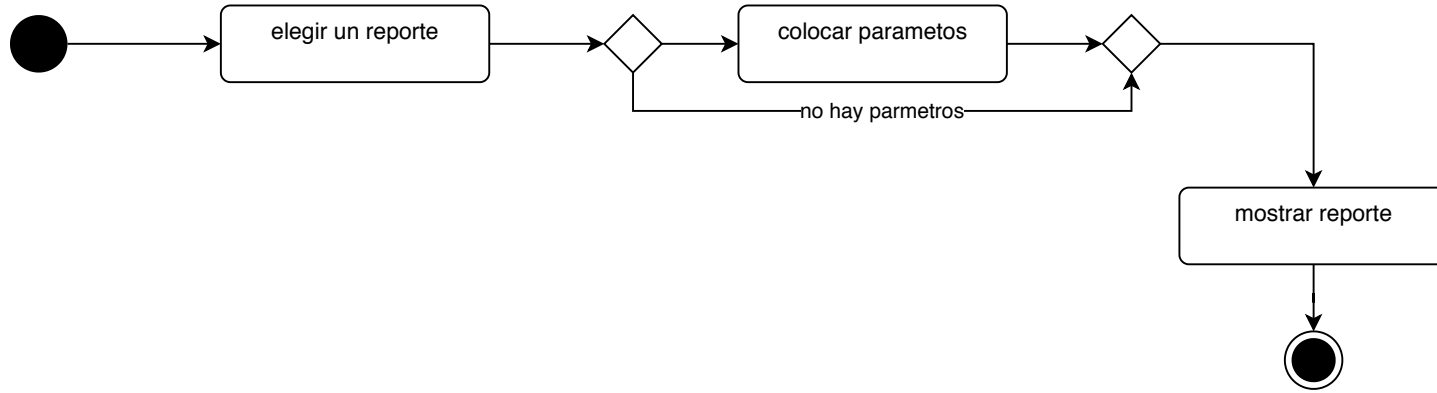 elegir un reporte
colocar parametos
no hay parmetros
mostrar reporte